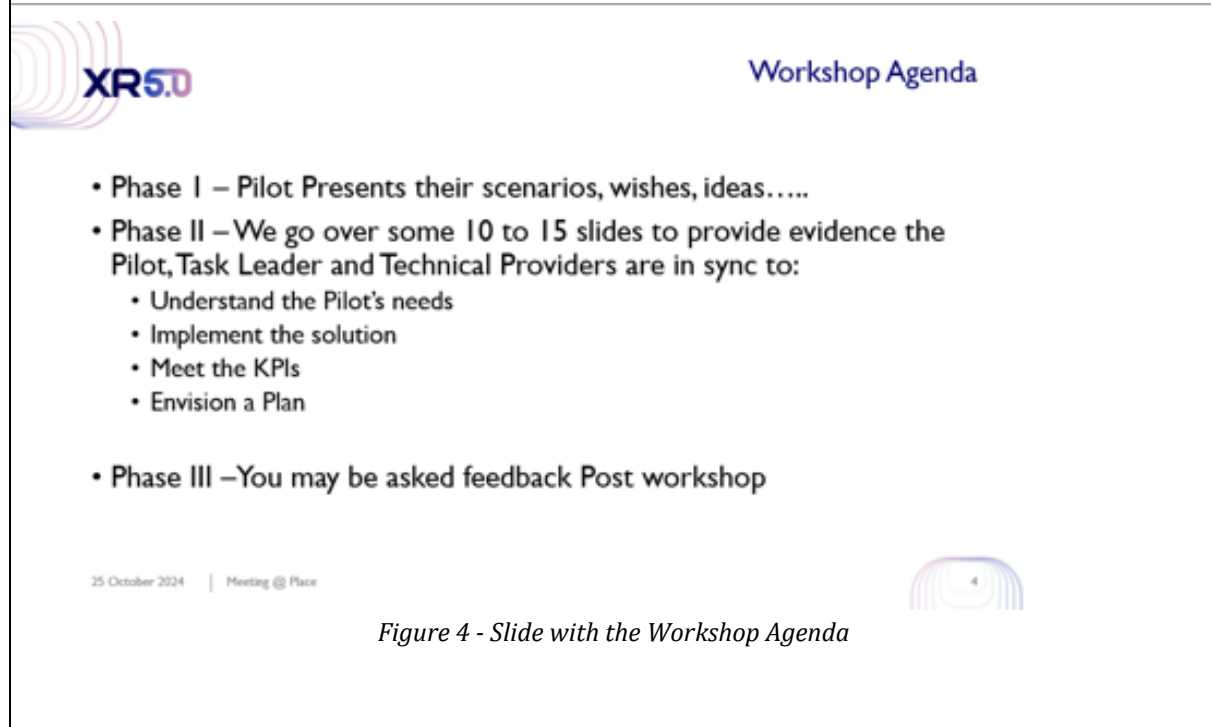 XR5.0
Workshop Agenda
• Phase I – Pilot Presents their scenarios, wishes, ideas…..
• Phase II – We go over some 10 to 15 slides to provide evidence the
Pilot, Task Leader and Technical Providers are in sync to:
• Understand the Pilot's needs
• Implement the solution
• Meet the KPIs
• Envision a Plan
• Phase III –You may be asked feedback Post workshop
25 October 2024 | Meeting @ Place
4
Figure 4 - Slide with the Workshop Agenda